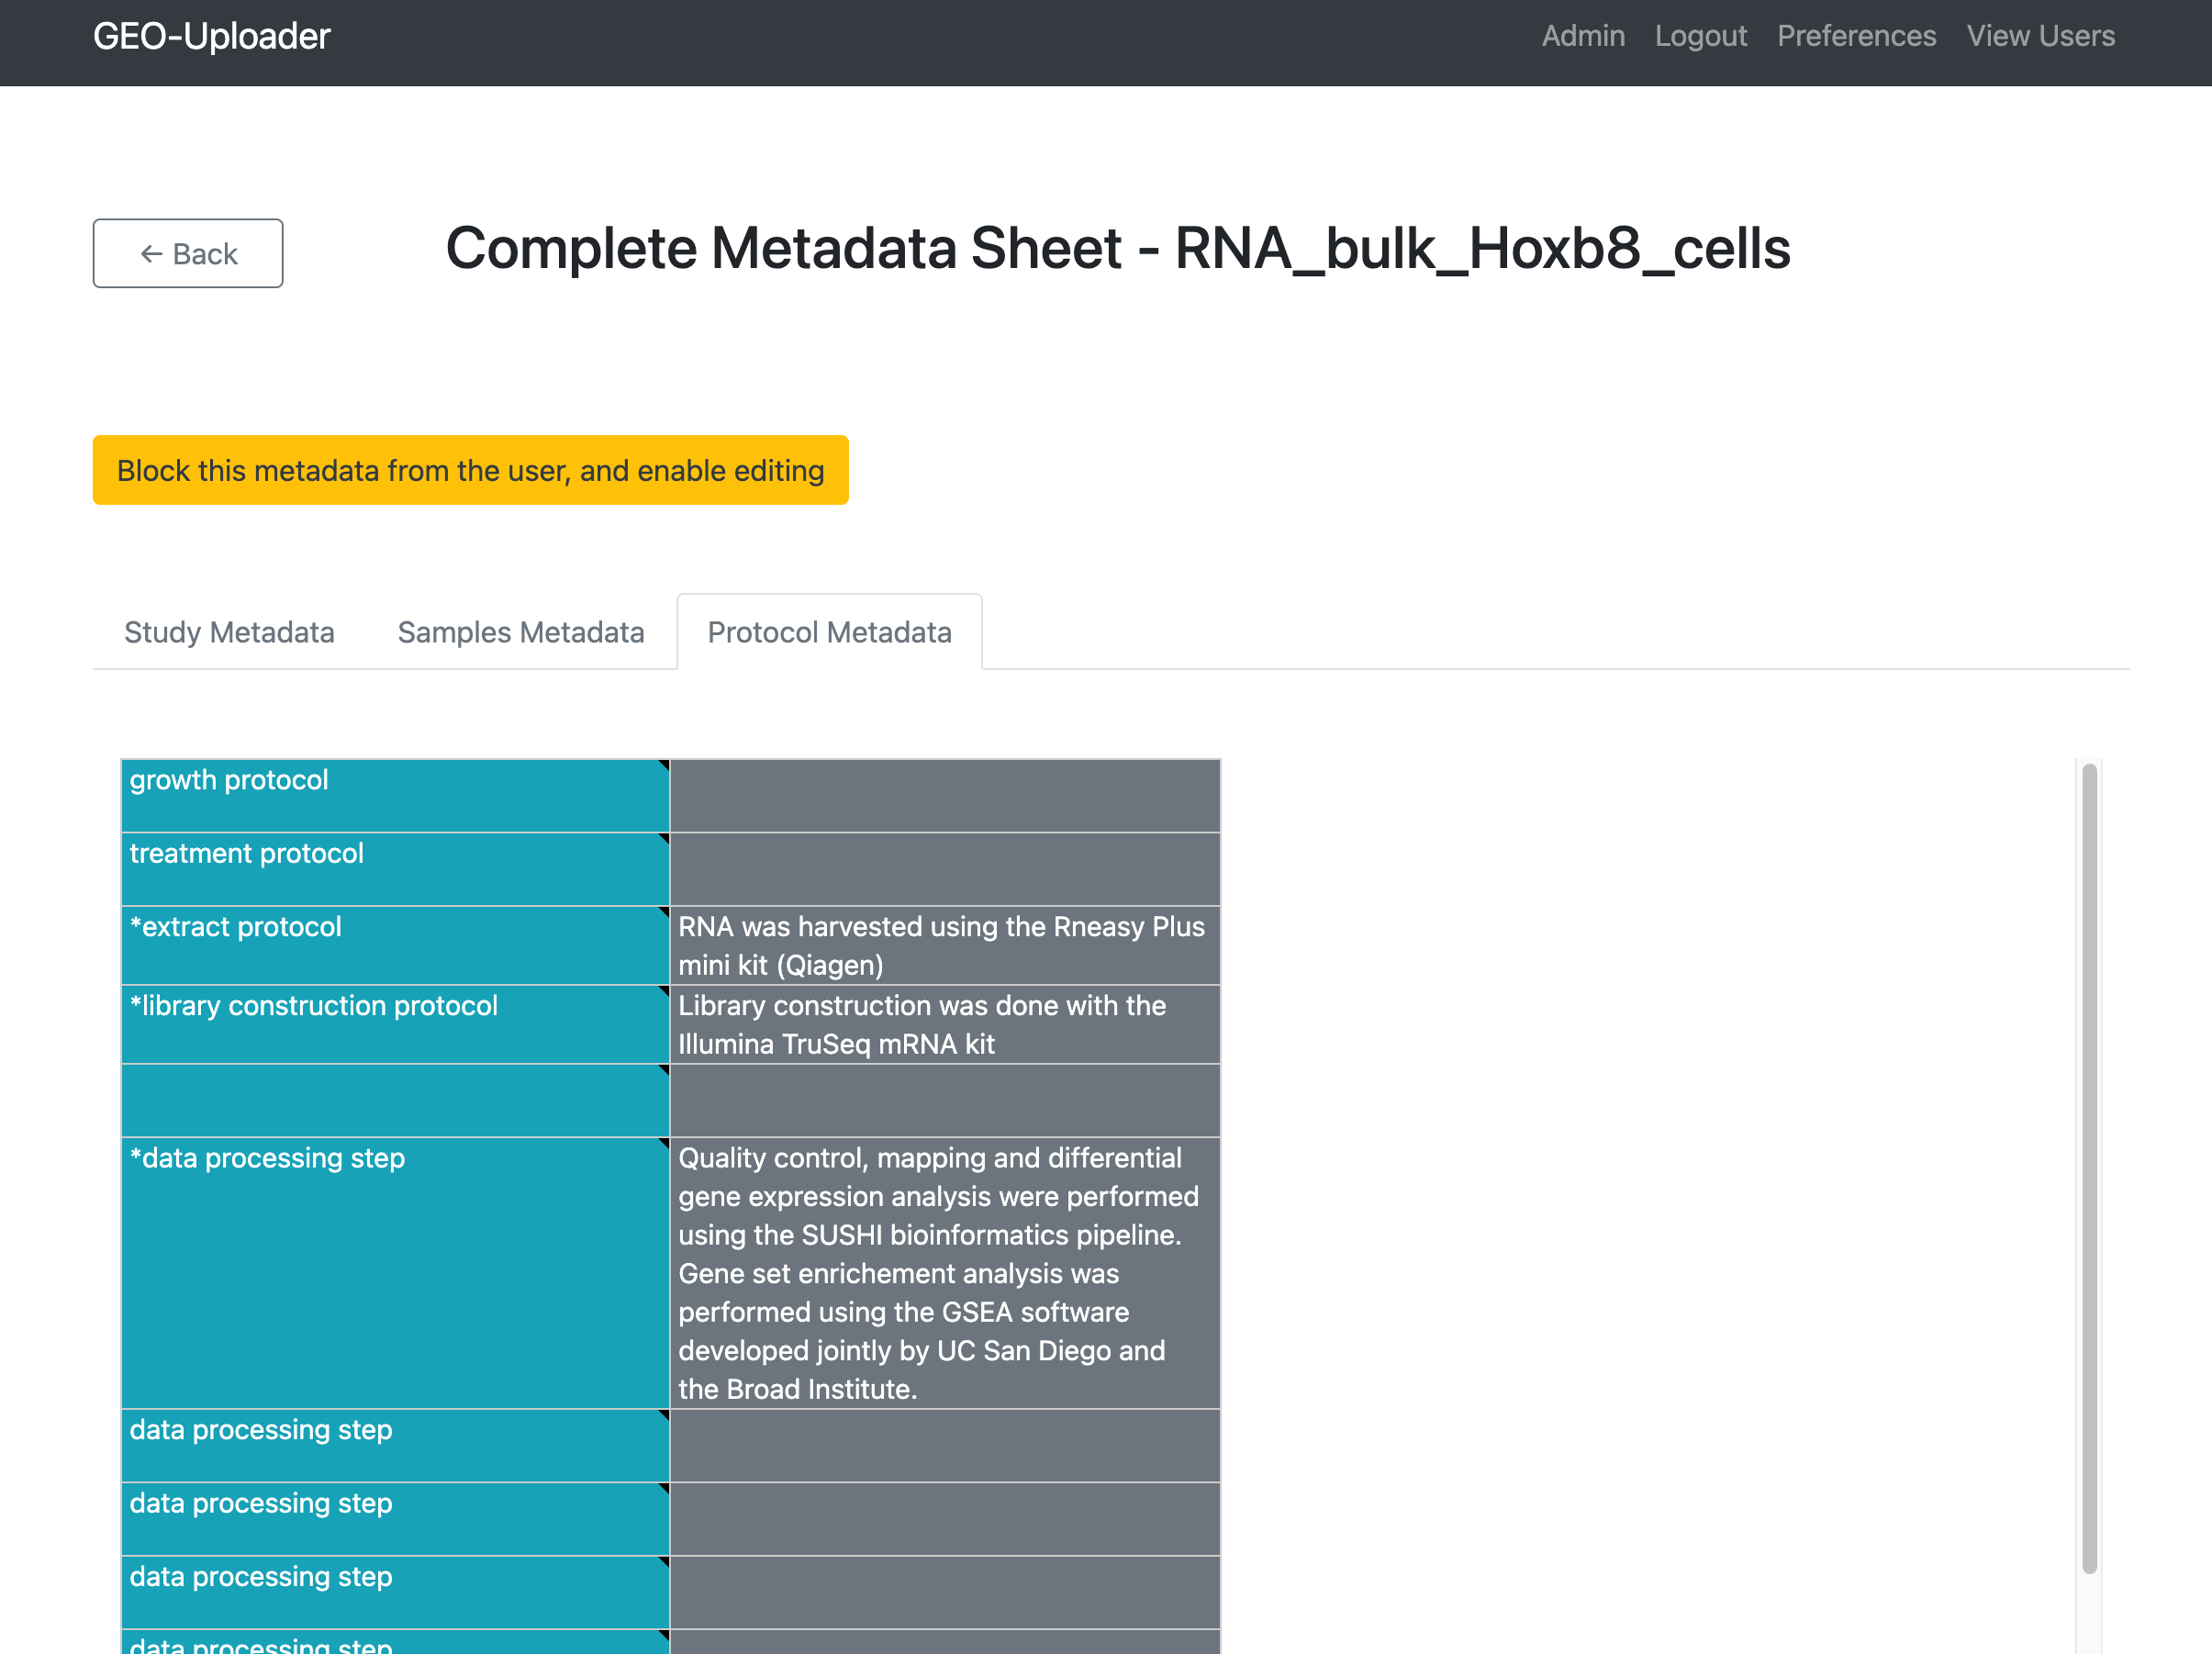 GEO-Uploader
Admin Logout Preferences View Users
← Back
Complete Metadata Sheet - RNA_bulk_Hoxb8_cells
Block this metadata from the user, and enable editing
Study Metadata Samples Metadata Protocol Metadata
growth protocol
treatment protocol
*extract protocol
RNA was harvested using the Rneasy Plus
mini kit (Qiagen)
*library construction protocol
Library construction was done with the
Illumina TruSeq mRNA kit
*data processing step
Quality control, mapping and differential
gene expression analysis were performed
using the SUSHI bioinformatics pipeline.
Gene set enrichement analysis was
performed using the GSEA software
developed jointly by UC San Diego and
the Broad Institute.
data processing step
data processing step
data processing step
data processing step